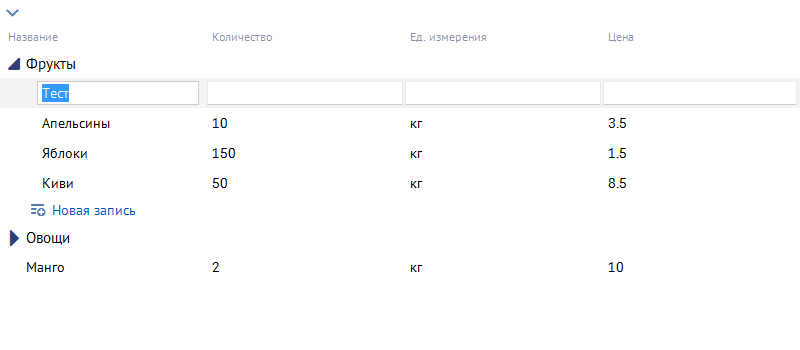 Название Количество Ед. измерения Цена
Фрукты
Тест
Апельсины 10 кг 3.5
Яблоки 150 кг 1.5
Киви 50 кг 8.5
Новая запись
Овощи
Манго 2 кг 10